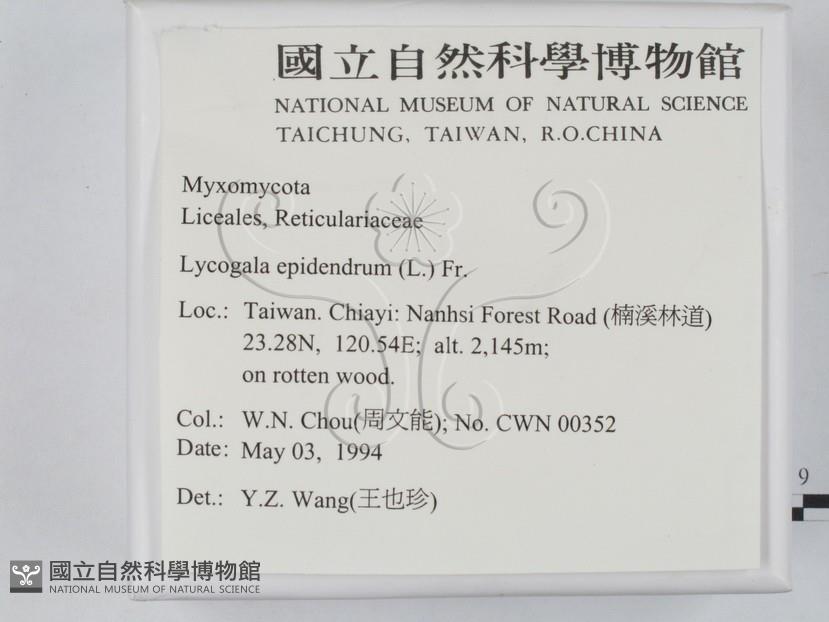 國立自然科學博物館
NATIONAL MUSEUM OF NATURAL SCIENCE
TAICHUNG, TAIWAN, R.O.CHINA
Myxomycota
Liceales, Reticulariaceae
Lycogala epidendrum (L.) Fr.
Loc.: Taiwan. Chiayi: Nanhsi Forest Road (楠溪林道)
23.28N, 120.54E; alt. 2,145m;
on rotten wood.
Col.: W.N. Chou(周文能); No. CWN 00352
Date: May 03, 1994
Det.: Y.Z. Wang(王也珍)
9
國立自然科學博物館
NATIONAL MUSEUM OF NATURAL SCIENCE